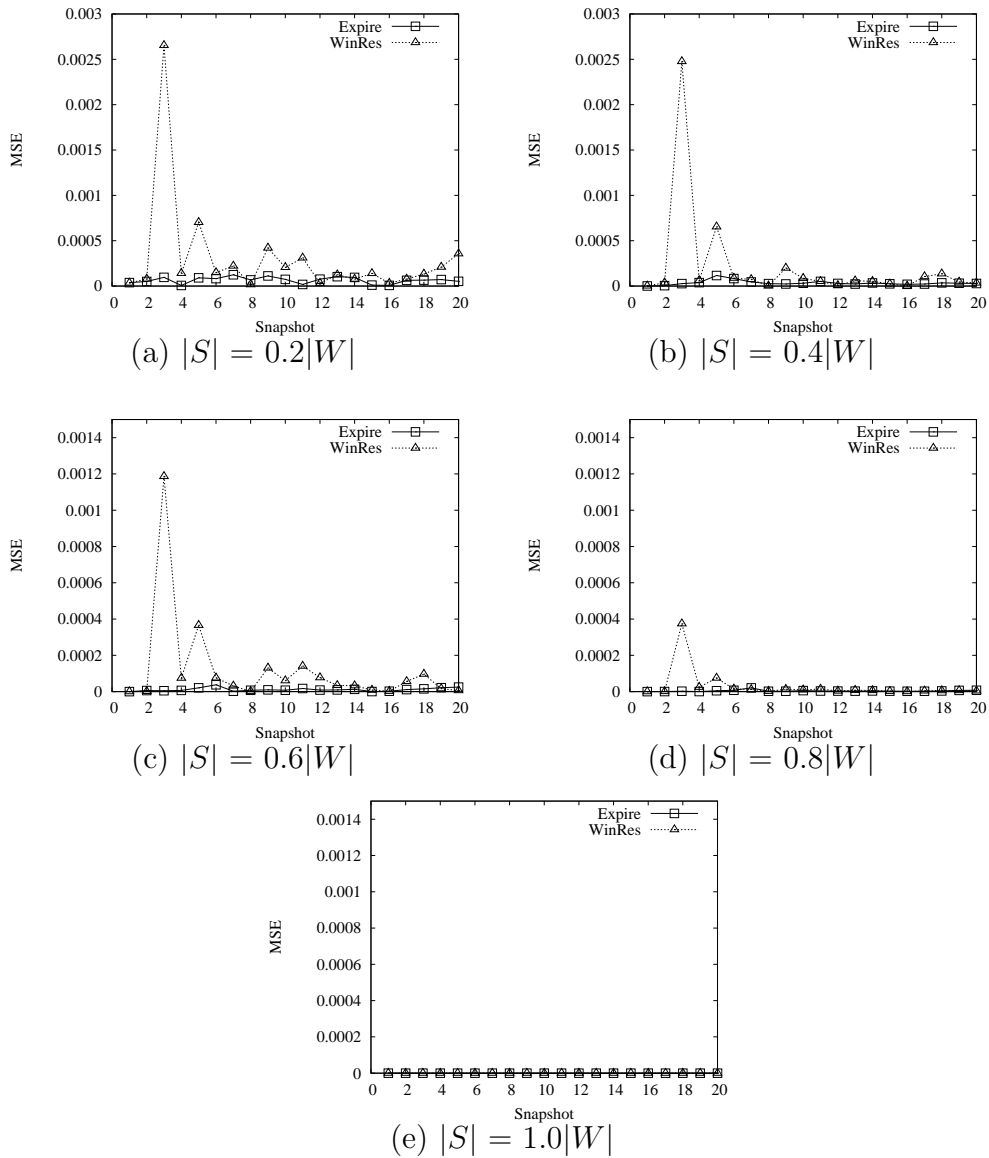 0.003
0.0025
0.002
0.0015
0.001
0.0005
0
MSE
Expire
WinRes
0 2 4 6 8 10 12 14 16 18 20
Snapshot
(a) |S| = 0.2|W|
0.003
0.0025
0.002
0.0015
0.001
0.0005
0
MSE
Expire
WinRes
0 2 4 6 8 10 12 14 16 18 20
Snapshot
(b) |S| = 0.4|W|
0.0014
0.0012
0.001
0.0008
0.0006
0.0004
0.0002
0
MSE
Expire
WinRes
0 2 4 6 8 10 12 14 16 18 20
Snapshot
(c) |S| = 0.6|W|
0.0014
0.0012
0.001
0.0008
0.0006
0.0004
0.0002
0
MSE
Expire
WinRes
0 2 4 6 8 10 12 14 16 18 20
Snapshot
(d) |S| = 0.8|W|
0.0014
0.0012
0.001
0.0008
0.0006
0.0004
0.0002
0
MSE
Expire
WinRes
0 2 4 6 8 10 12 14 16 18 20
Snapshot
(e) |S| = 1.0|W|